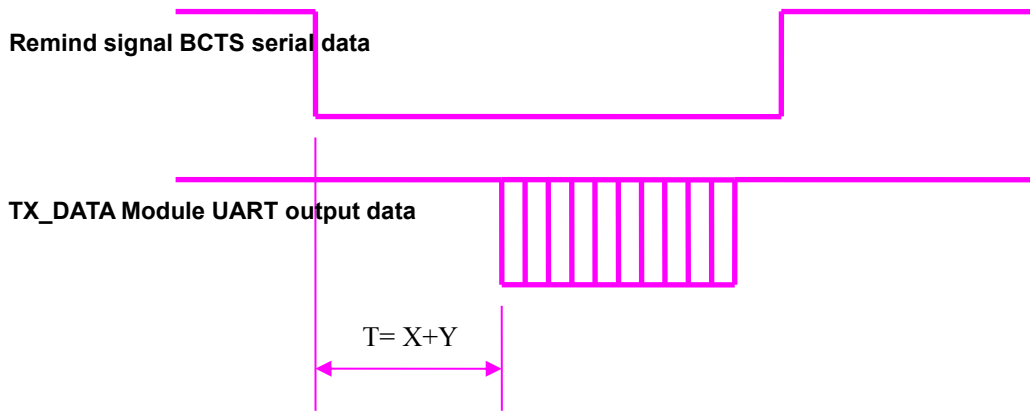 Remind signal BCTS serial data
TX_DATA Module UART output data
T= X+Y